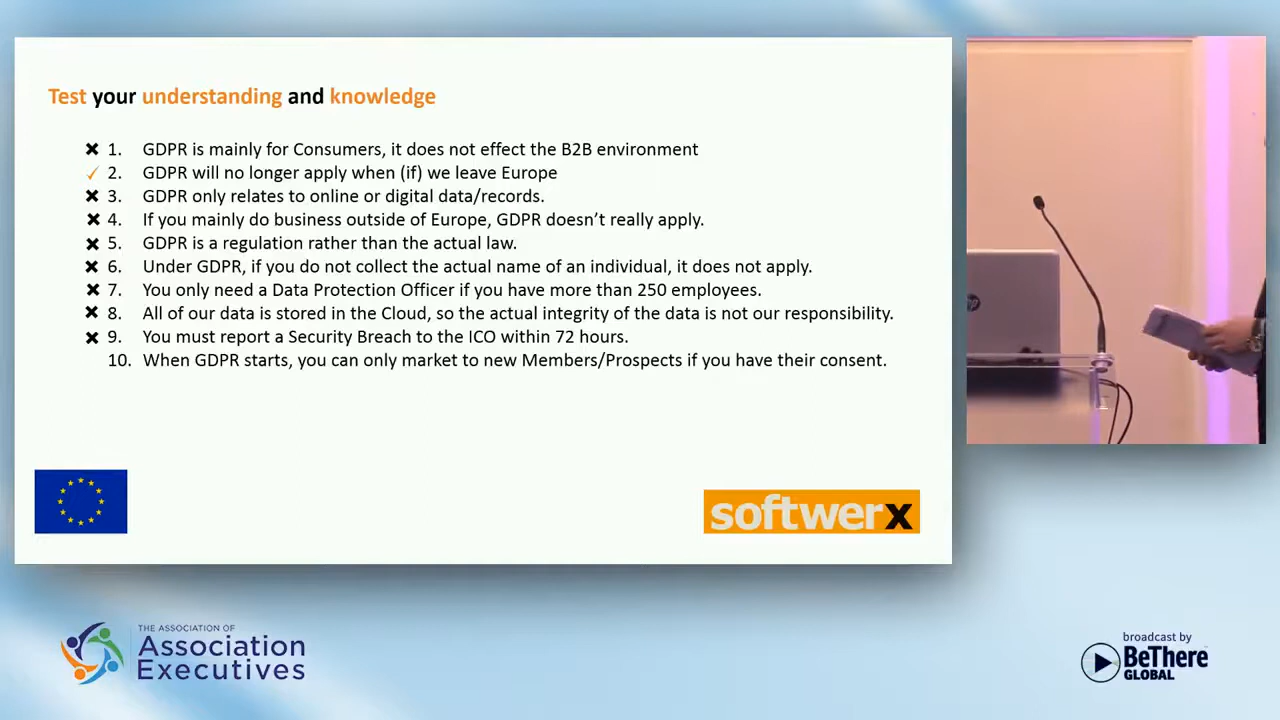 Test your understanding and knowledge
✖ 1. GDPR is mainly for Consumers, it does not effect the B2B environment
✓ 2. GDPR will no longer apply when (if) we leave Europe
✖ 3. GDPR only relates to online or digital data/records.
✖ 4. If you mainly do business outside of Europe, GDPR doesn’t really apply.
✖ 5. GDPR is a regulation rather than the actual law.
✖ 6. Under GDPR, if you do not collect the actual name of an individual, it does not apply.
✖ 7. You only need a Data Protection Officer if you have more than 250 employees.
✖ 8. All of our data is stored in the Cloud, so the actual integrity of the data is not our responsibility.
✖ 9. You must report a Security Breach to the ICO within 72 hours.
10. When GDPR starts, you can only market to new Members/Prospects if you have their consent.
softwerx
THE ASSOCIATION OF
Association
Executives
broadcast by
BeThere
GLOBAL